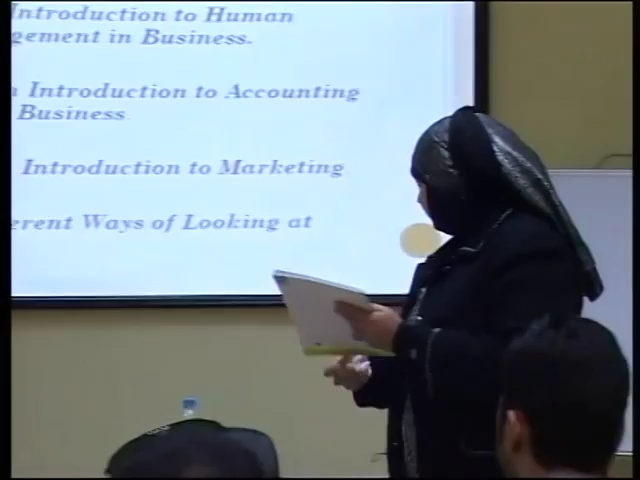 Introduction to Human
gement in Business.
Introduction to Accounting
Business.
Introduction to Marketing
erent Ways of Looking at